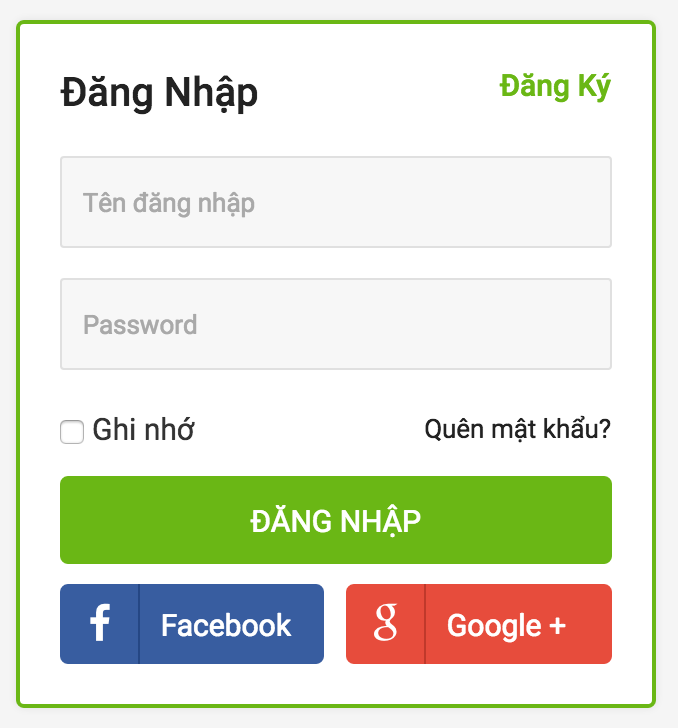 Đăng Nhập
Đăng Ký
Tên đăng nhập
Password
Ghi nhớ
Quên mật khẩu?
ĐĂNG NHẬP
f Facebook
g Google +